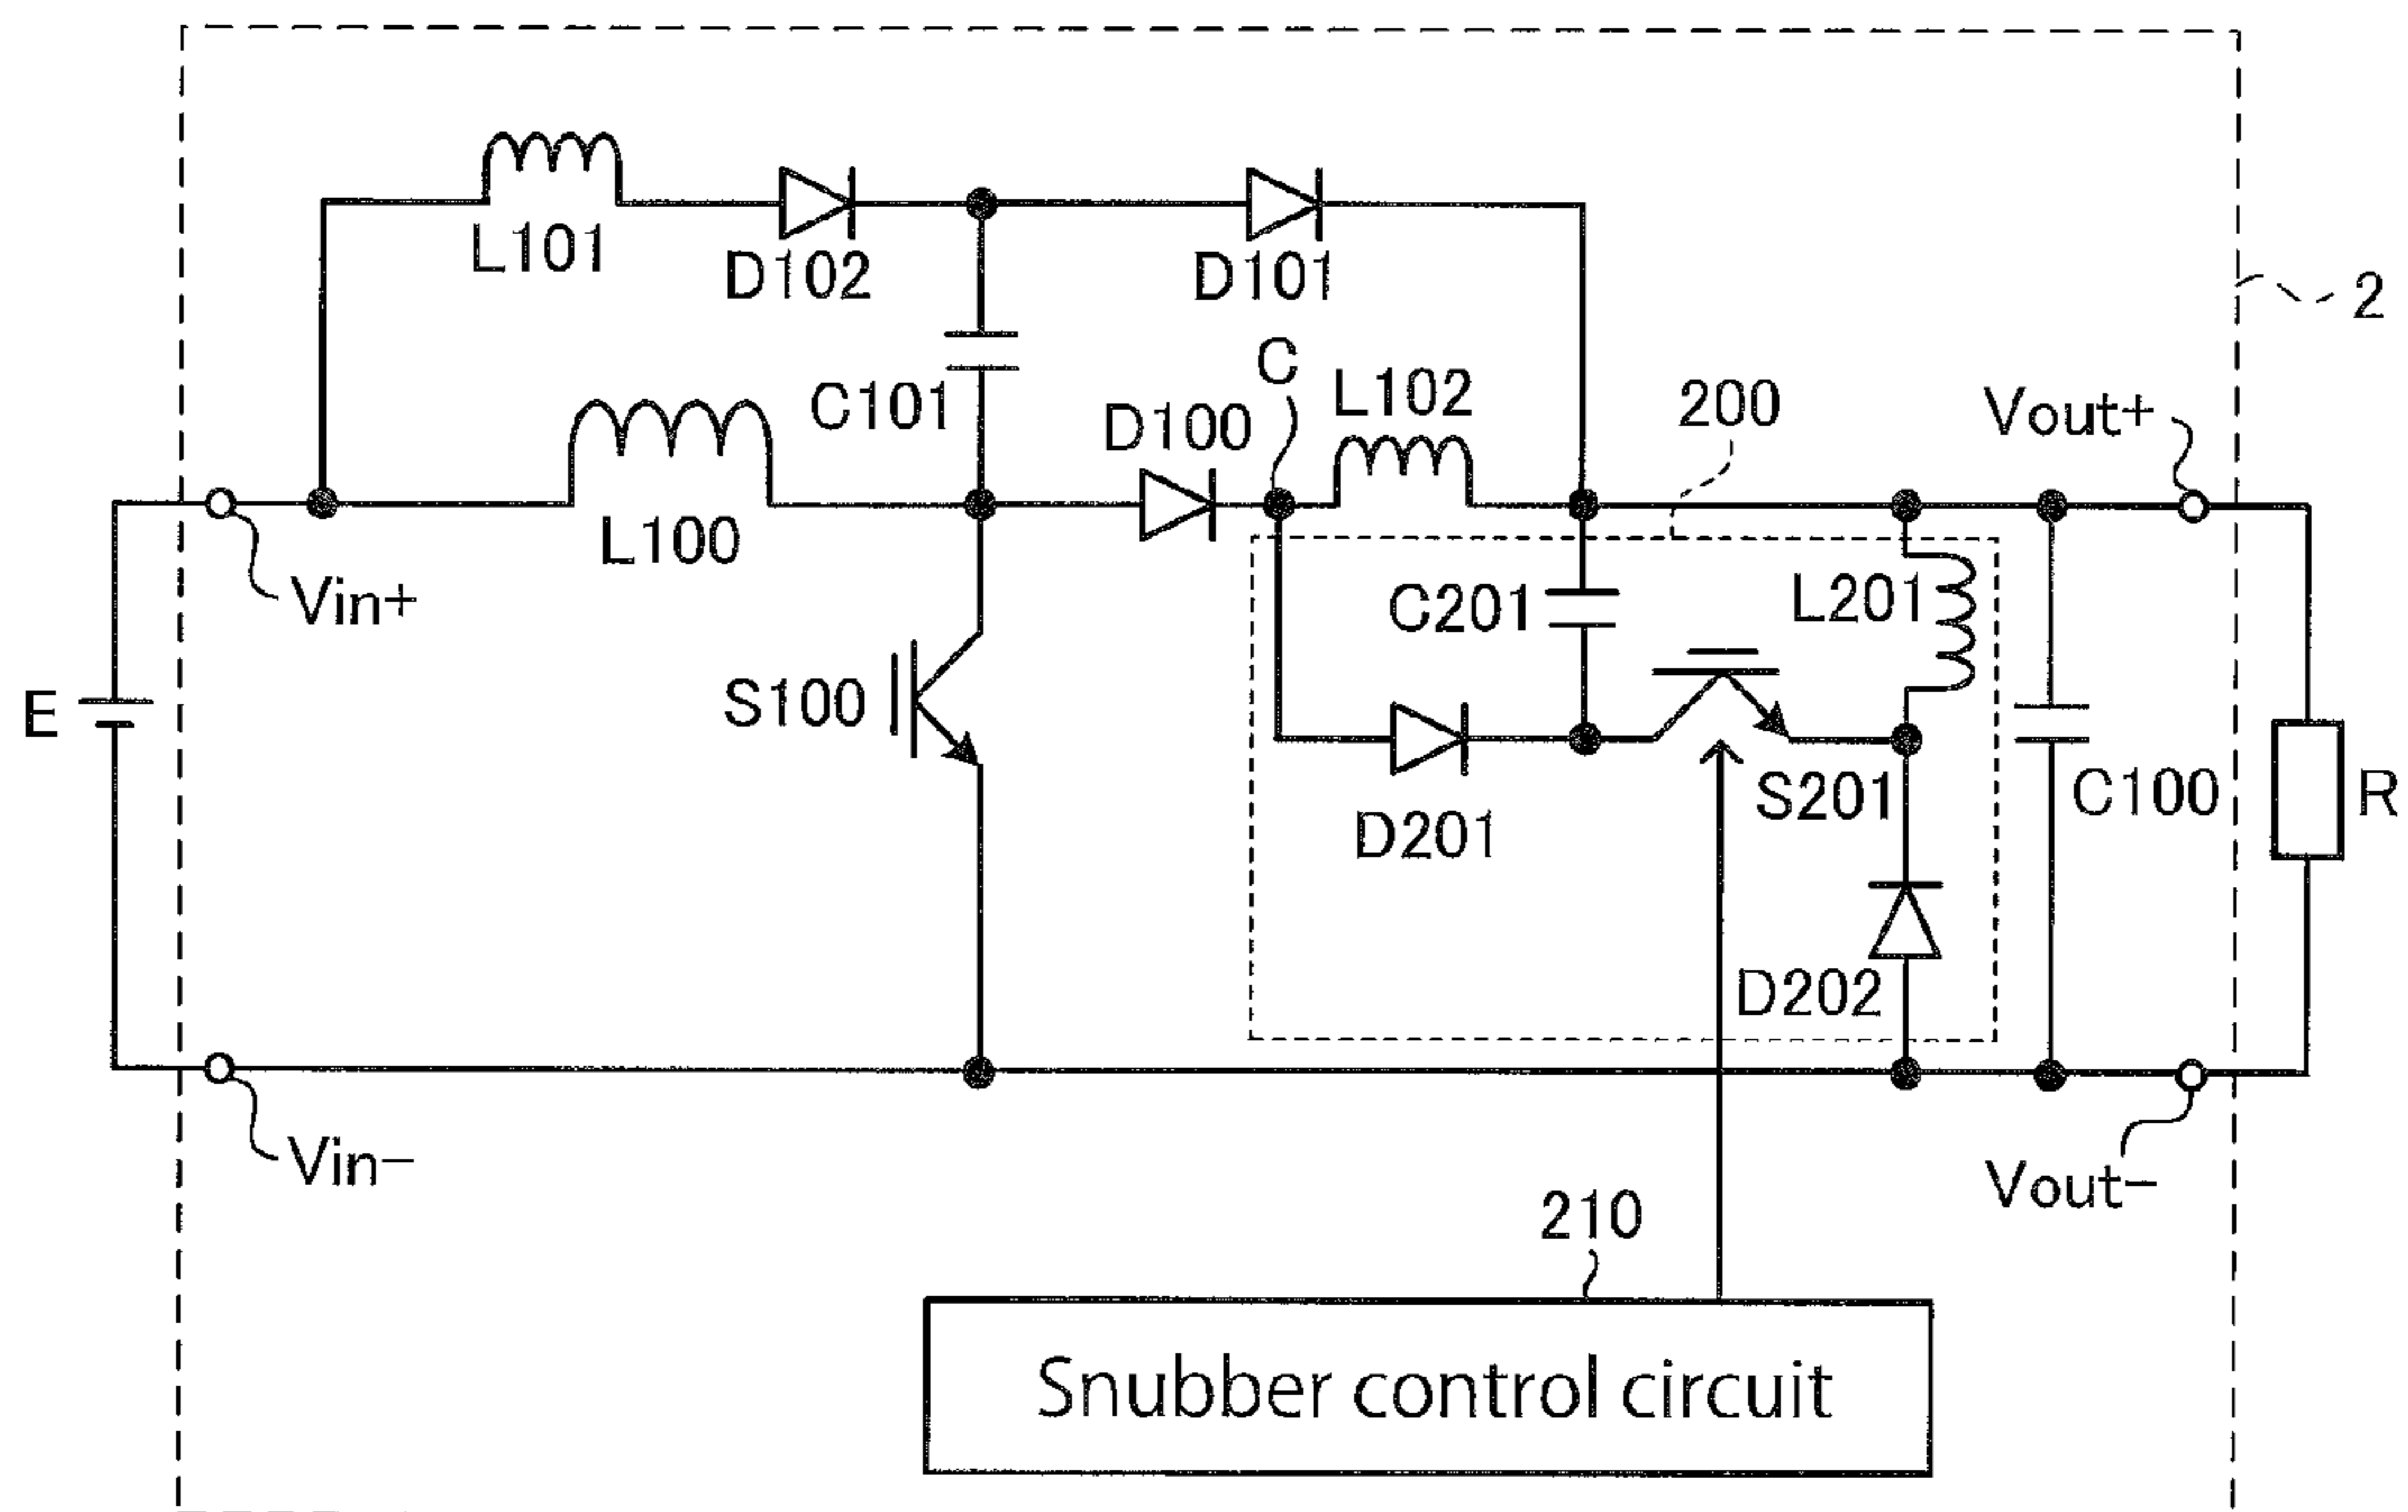 L101
D102
D101
2
C101
C
L102
D100
200
Vout+
L100
Vin+
C201
L201
E
S100
S201
C100
R
D201
D202
Vin−
Vout−
210
Snubber control circuit